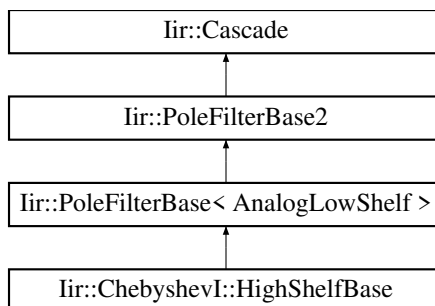 Iir::Cascade
Iir::PoleFilterBase2
Iir::PoleFilterBase< AnalogLowShelf >
Iir::ChebyshevI::HighShelfBase